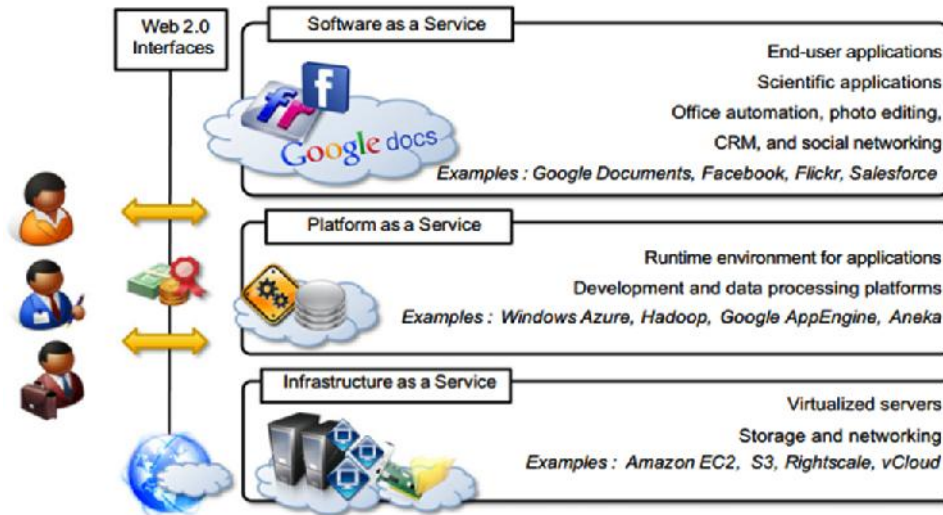 Web 2.0
Interfaces
Software as a Service
End-user applications
Scientific applications
Office automation, photo editing,
CRM, and social networking
f
fr
Google docs
Examples : Google Documents, Facebook, Flickr, Salesforce
Platform as a Service
Runtime environment for applications
Development and data processing platforms
Examples : Windows Azure, Hadoop, Google AppEngine, Aneka
Infrastructure as a Service
Virtualized servers
Storage and networking
Examples : Amazon EC2, S3, Rightscale, vCloud